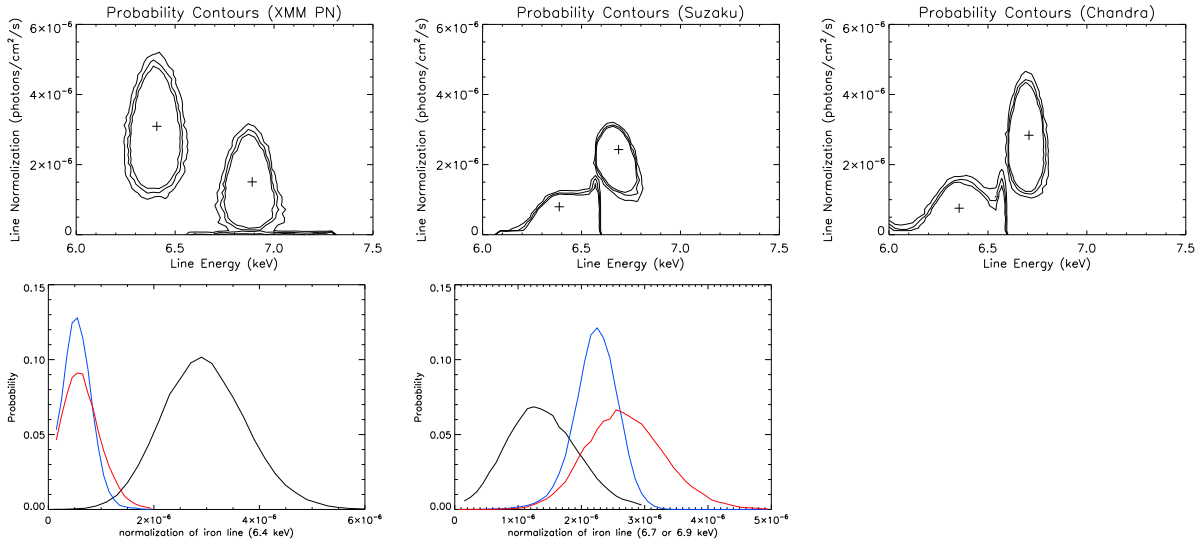 Probability Contours (XMM PN)
Line Normalization (photons/cm²/s)
6×10⁻⁶
4×10⁻⁶
2×10⁻⁶
0
6.0 6.5 7.0 7.5
Line Energy (keV)
Probability Contours (Suzaku)
Line Normalization (photons/cm²/s)
6×10⁻⁶
4×10⁻⁶
2×10⁻⁶
0
6.0 6.5 7.0 7.5
Line Energy (keV)
Probability Contours (Chandra)
Line Normalization (photons/cm²/s)
6×10⁻⁶
4×10⁻⁶
2×10⁻⁶
0
6.0 6.5 7.0 7.5
Line Energy (keV)
Probability
0.15
0.10
0.05
0.00
0 2×10⁻⁶ 4×10⁻⁶ 6×10⁻⁶
normalization of iron line (6.4 keV)
Probability
0.15
0.10
0.05
0.00
0 1×10⁻⁶ 2×10⁻⁶ 3×10⁻⁶ 4×10⁻⁶ 5×10⁻⁶
normalization of iron line (6.7 or 6.9 keV)